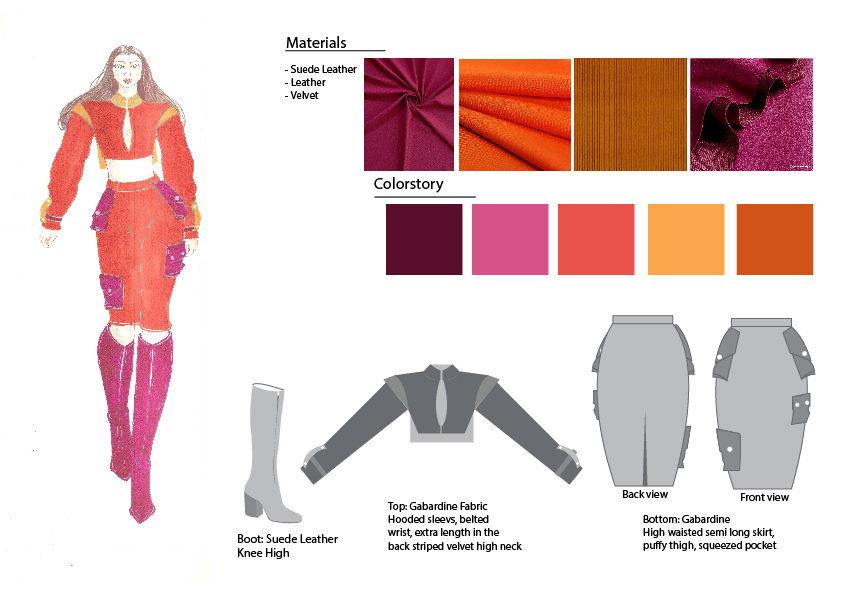 Materials
- Suede Leather
- Leather
- Velvet
Colorstory
Back view
Front view
Boot: Suede Leather
Knee High
Top: Gabardine Fabric
Hooded sleevs, belted
wrist, extra length in the
back striped velvet high neck
Bottom: Gabardine
High waisted semi long skirt,
puffy thigh, squeezed pocket